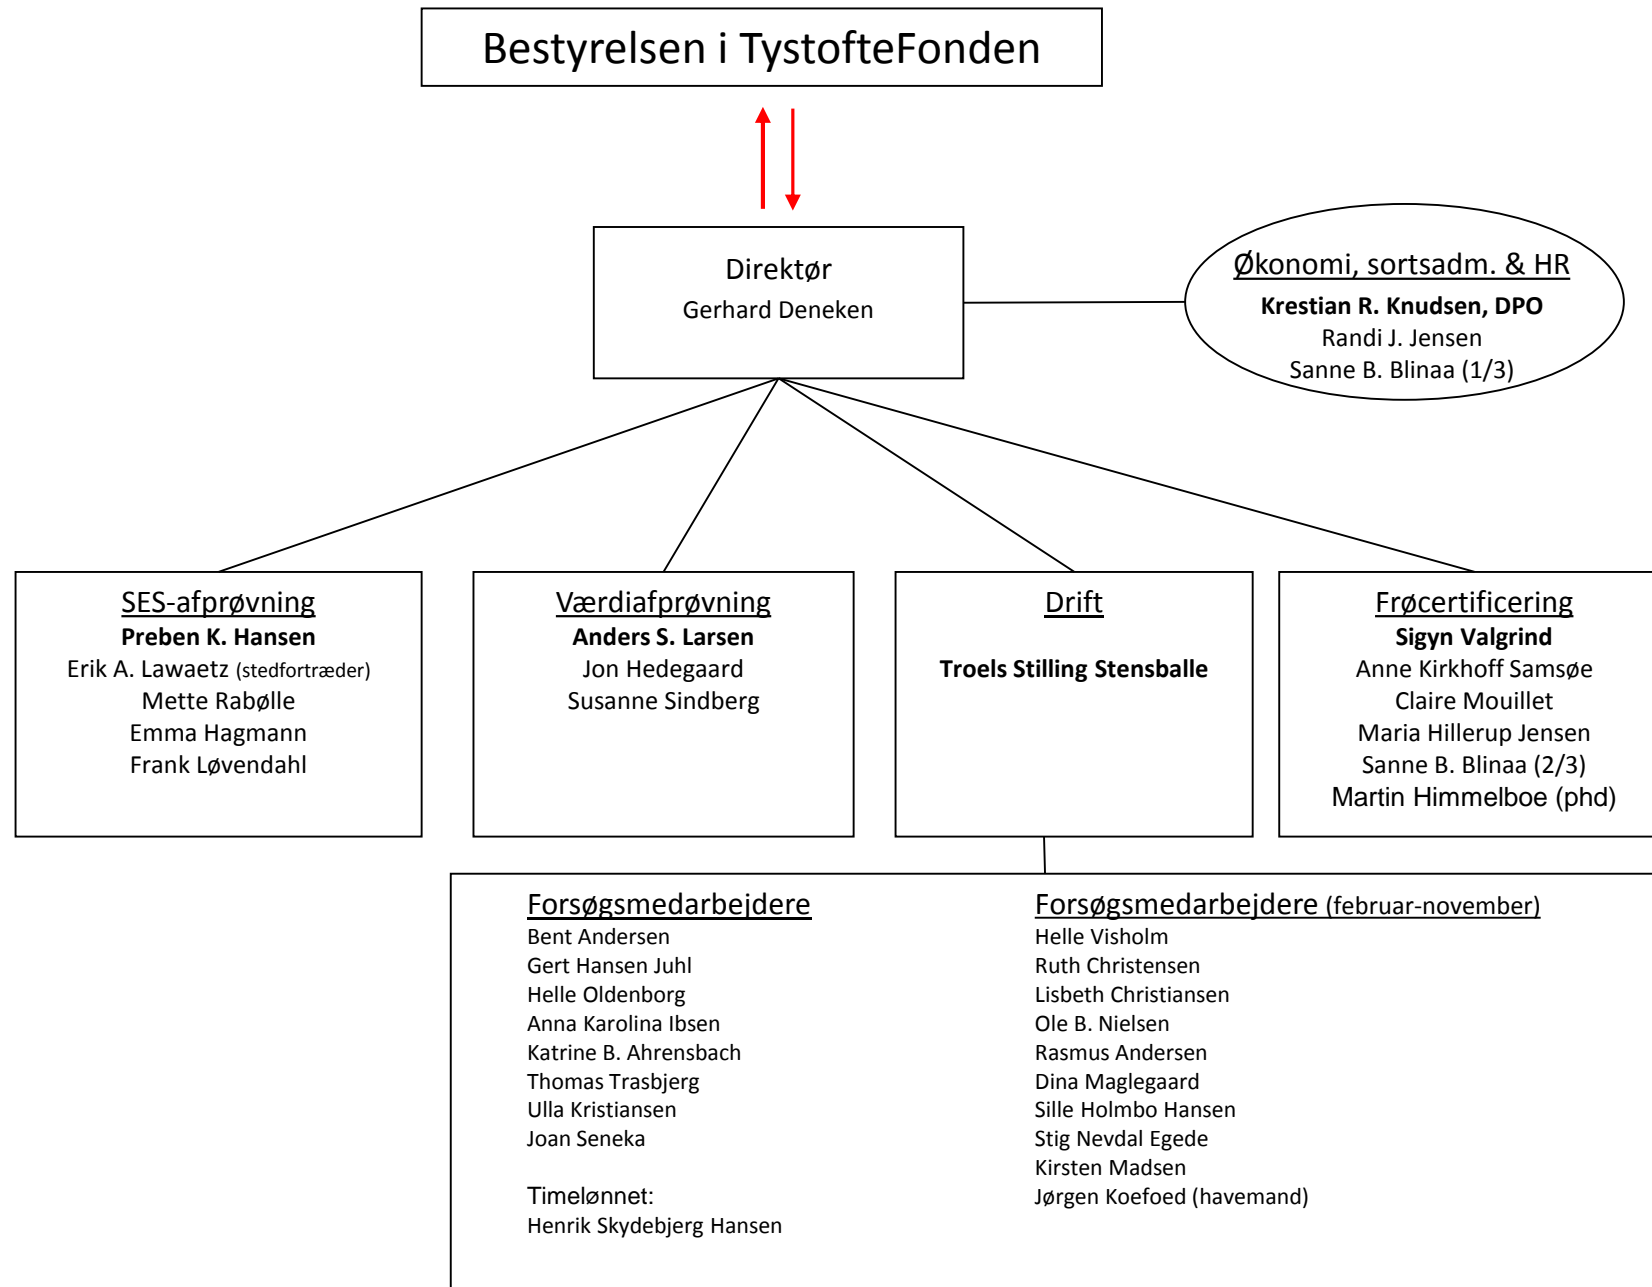 Bestyrelsen i TystofteFonden
Direktør
Gerhard Deneken
Økonomi, sortsadm. & HR
Krestian R. Knudsen, DPO
Randi J. Jensen
Sanne B. Blinaa (1/3)
SES-afprøvning
Preben K. Hansen
Erik A. Lawaetz (stedfortræder)
Mette Rabølle
Emma Hagmann
Frank Løvendahl
Værdiafprøvning
Anders S. Larsen
Jon Hedegaard
Susanne Sindberg
Drift
Troels Stilling Stensballe
Frøcertificering
Sigyn Valgrind
Anne Kirkhoff Samsøe
Claire Mouillet
Maria Hillerup Jensen
Sanne B. Blinaa (2/3)
Martin Himmelboe (phd)
Forsøgsmedarbejdere
Bent Andersen
Gert Hansen Juhl
Helle Oldenborg
Anna Karolina Ibsen
Katrine B. Ahrensbach
Thomas Trasbjerg
Ulla Kristiansen
Joan Seneka
Timelønnet:
Henrik Skydebjerg Hansen
Forsøgsmedarbejdere (februar-november)
Helle Visholm
Ruth Christensen
Lisbeth Christiansen
Ole B. Nielsen
Rasmus Andersen
Dina Maglegaard
Sille Holmbo Hansen
Stig Nevdal Egede
Kirsten Madsen
Jørgen Koefoed (havemand)